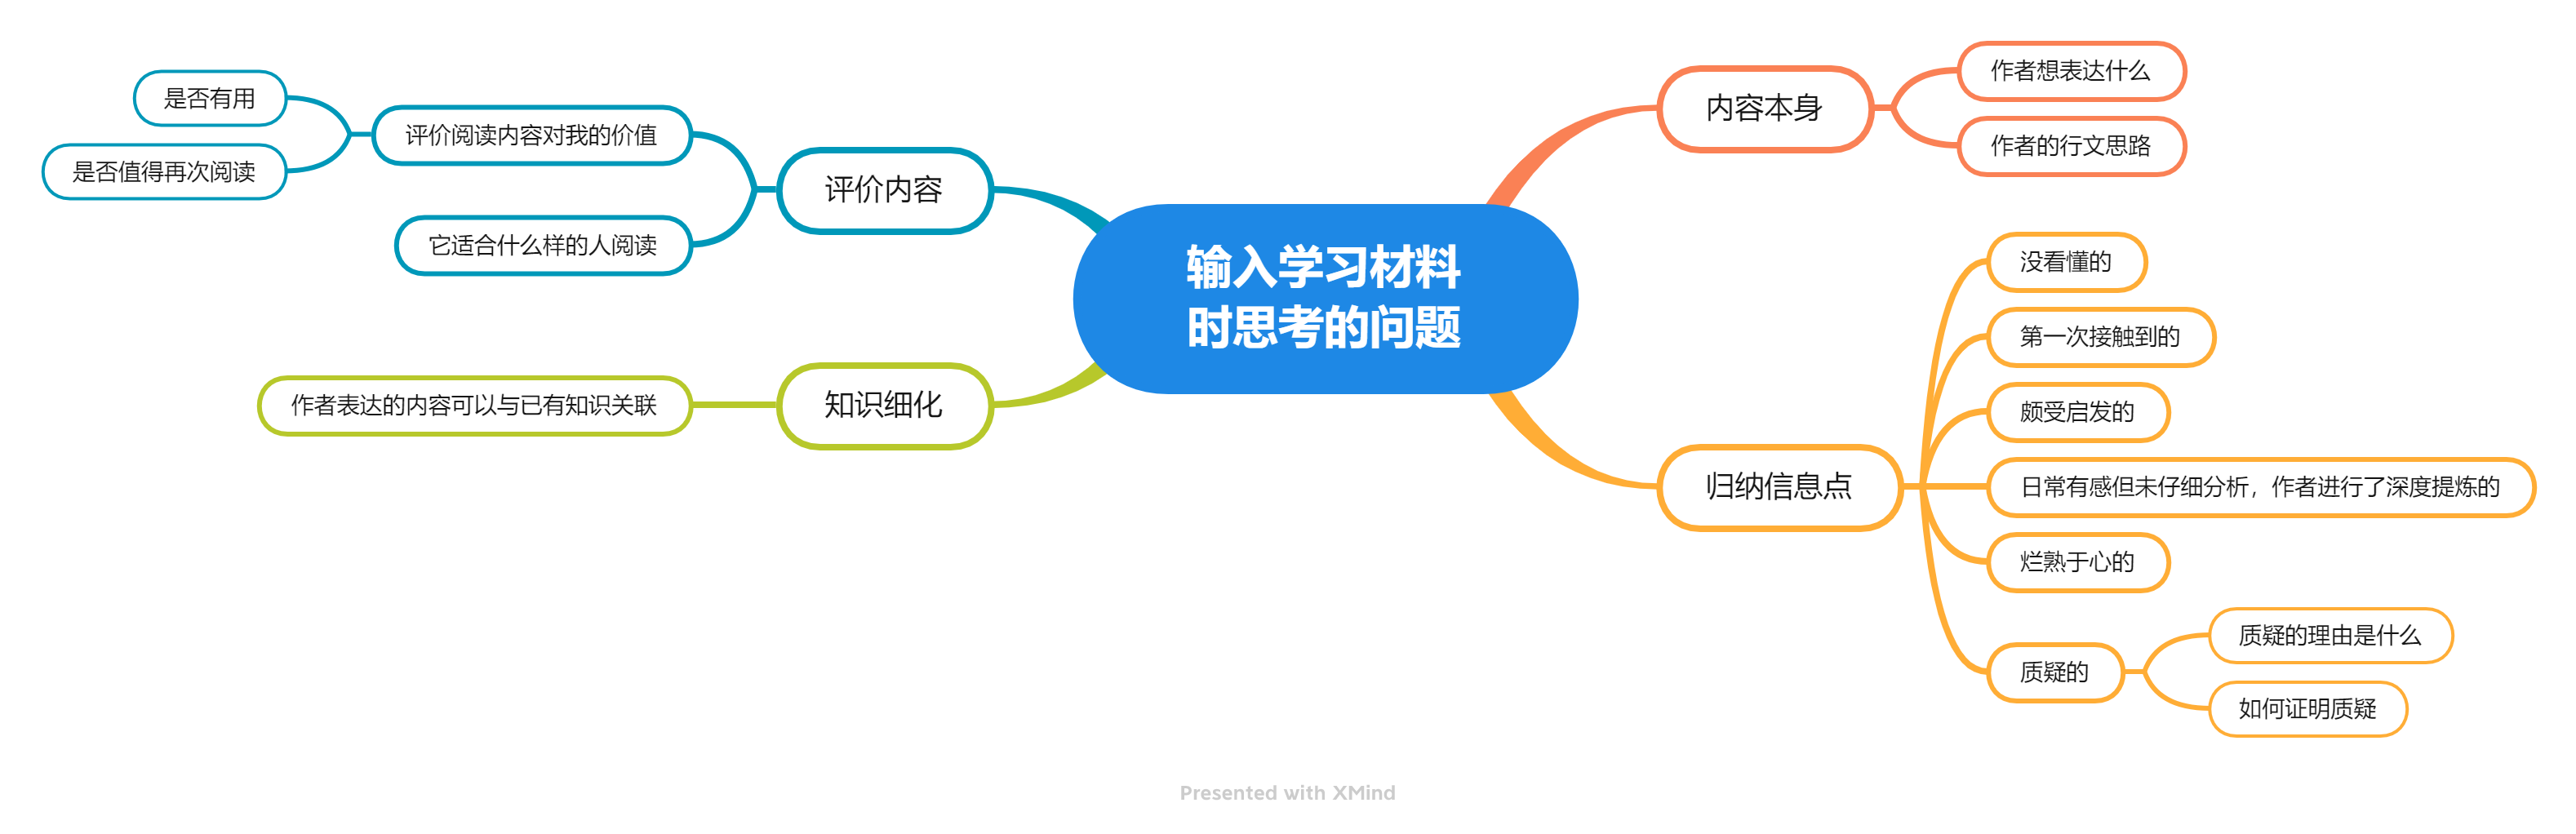 输入学习材料
时思考的问题
内容本身
作者想表达什么
作者的行文思路
归纳信息点
没看懂的
第一次接触到的
颇受启发的
日常有感但未仔细分析，作者进行了深度提炼的
烂熟于心的
质疑的
质疑的理由是什么
如何证明质疑
评价内容
评价阅读内容对我的价值
是否有用
是否值得再次阅读
它适合什么样的人阅读
知识细化
作者表达的内容可以与已有知识关联
Presented with XMind